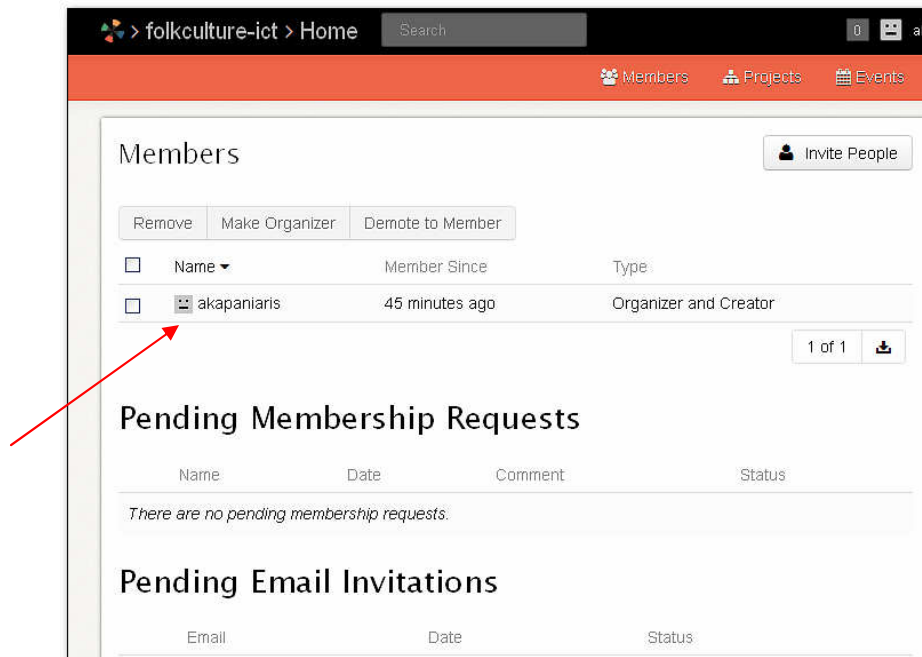 > folkculture-ict > Home Search 0 a
Members Projects Events
Members Invite People
Remove Make Organizer Demote to Member
Name Member Since Type
akapaniaris 45 minutes ago Organizer and Creator
1 of 1
Pending Membership Requests
Name Date Comment Status
There are no pending membership requests.
Pending Email Invitations
Email Date Status